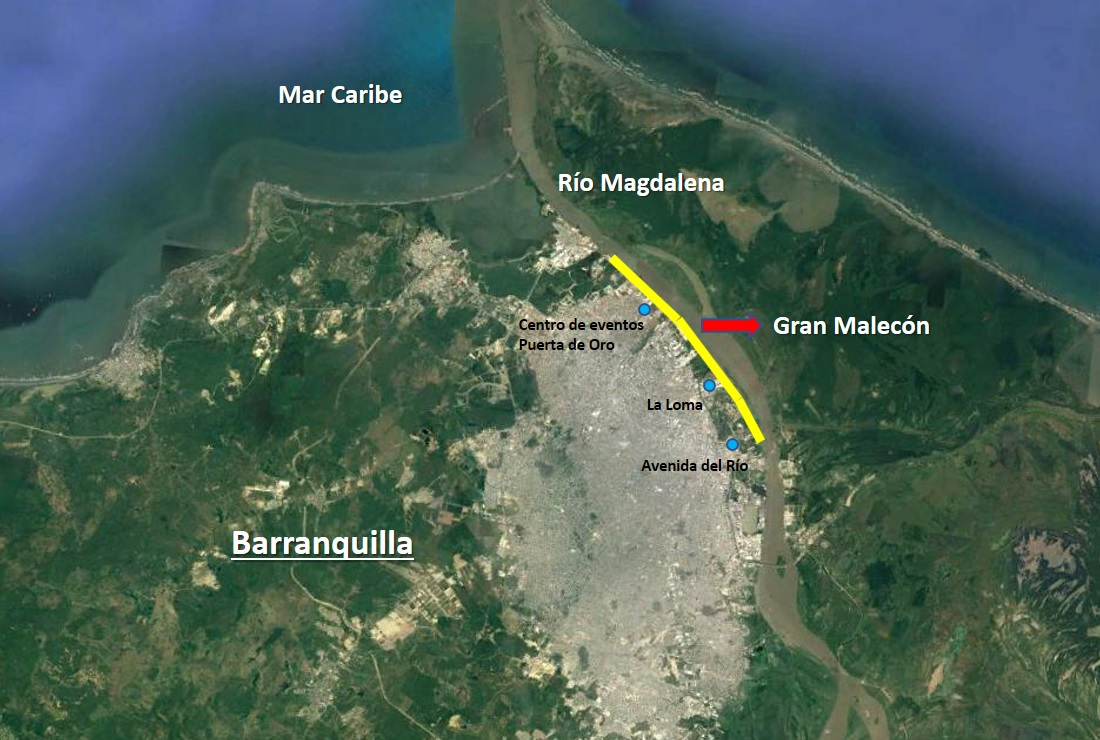 Mar Caribe
Río Magdalena
Centro de eventos
Puerta de Oro
Gran Malecón
La Loma
Avenida del Río
Barranquilla